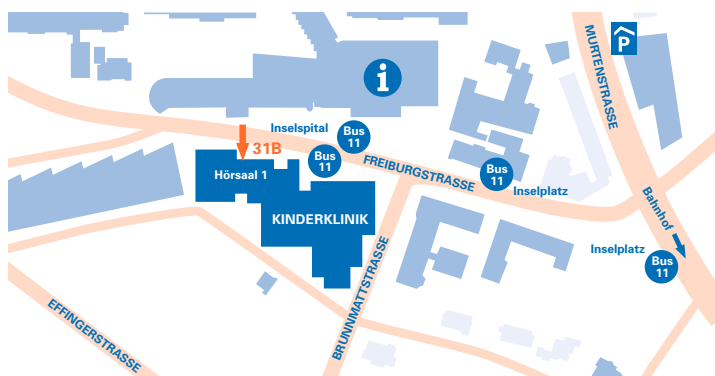 MURTENSTRASSE
P
i
Inselspital
Bus
11
31B
Bus
11
FREIBURGSTRASSE
Hörsaal 1
Bus
11
Inselplatz
Bahnhof
KINDERKLINIK
Inselplatz
Bus
11
BRUNNMATTSTRASSE
EFFINGERSTRASSE